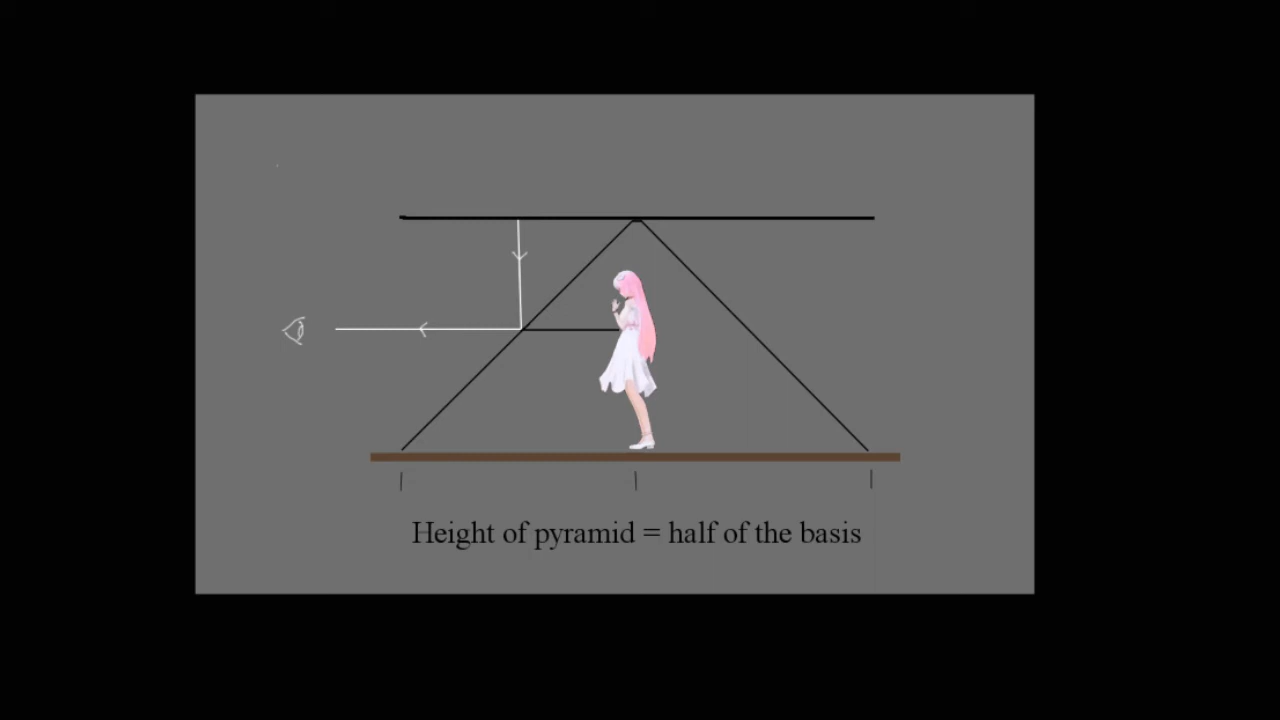 Height of pyramid = half of the basis